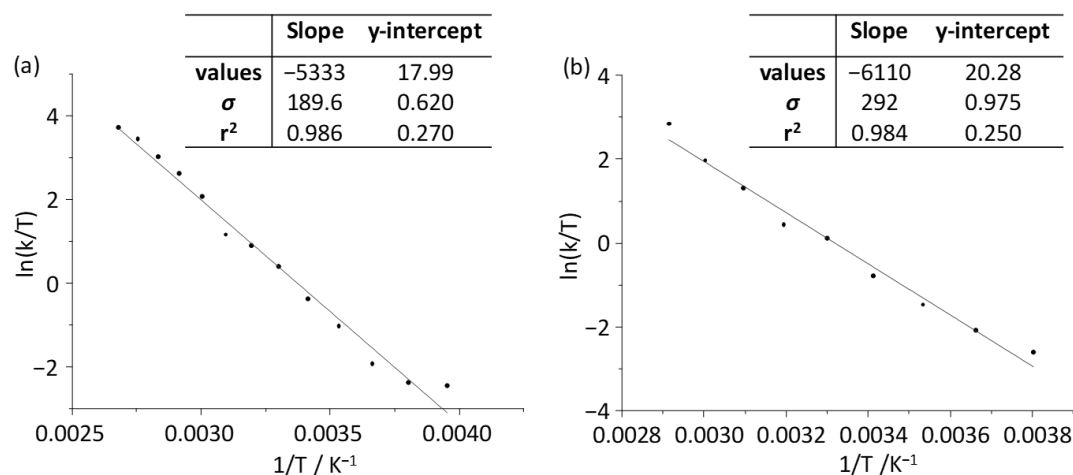 (a)
Slope y-intercept
values −5333 17.99
σ 189.6 0.620
r² 0.986 0.270
ln(k/T)
4
2
0
−2
0.0025 0.0030 0.0035 0.0040
1/T / K⁻¹
(b)
Slope y-intercept
values −6110 20.28
σ 292 0.975
r² 0.984 0.250
ln(k/T)
4
2
0
−2
−4
0.0028 0.0030 0.0032 0.0034 0.0036 0.0038
1/T / K⁻¹